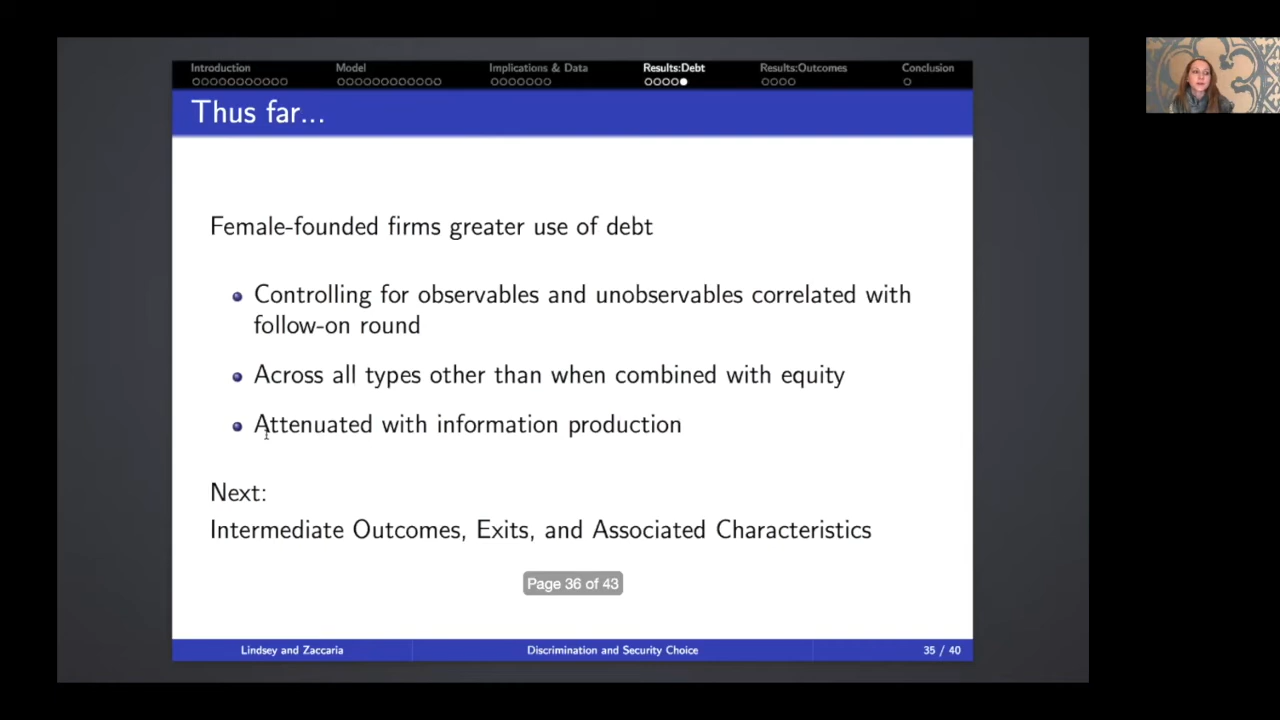 Introduction Model Implications & Data Results:Debt Results:Outcomes Conclusion
Thus far...
Female-founded firms greater use of debt
Controlling for observables and unobservables correlated with
follow-on round
Across all types other than when combined with equity
Attenuated with information production
Next:
Intermediate Outcomes, Exits, and Associated Characteristics
Page 36 of 43
Lindsey and Zaccaria Discrimination and Security Choice 35 / 40